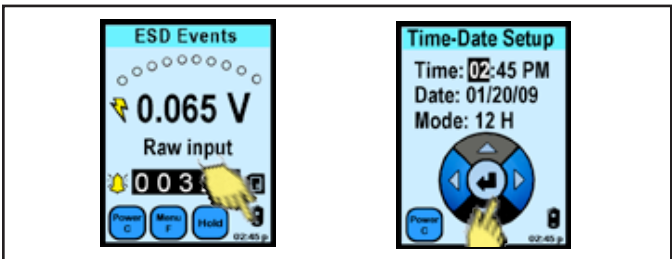 ESD Events
0.065 V
Raw input
003
Power C
Menu F
Hold
02:45 p
Time-Date Setup
Time: 02:45 PM
Date: 01/20/09
Mode: 12 H
Power C
02:45 p